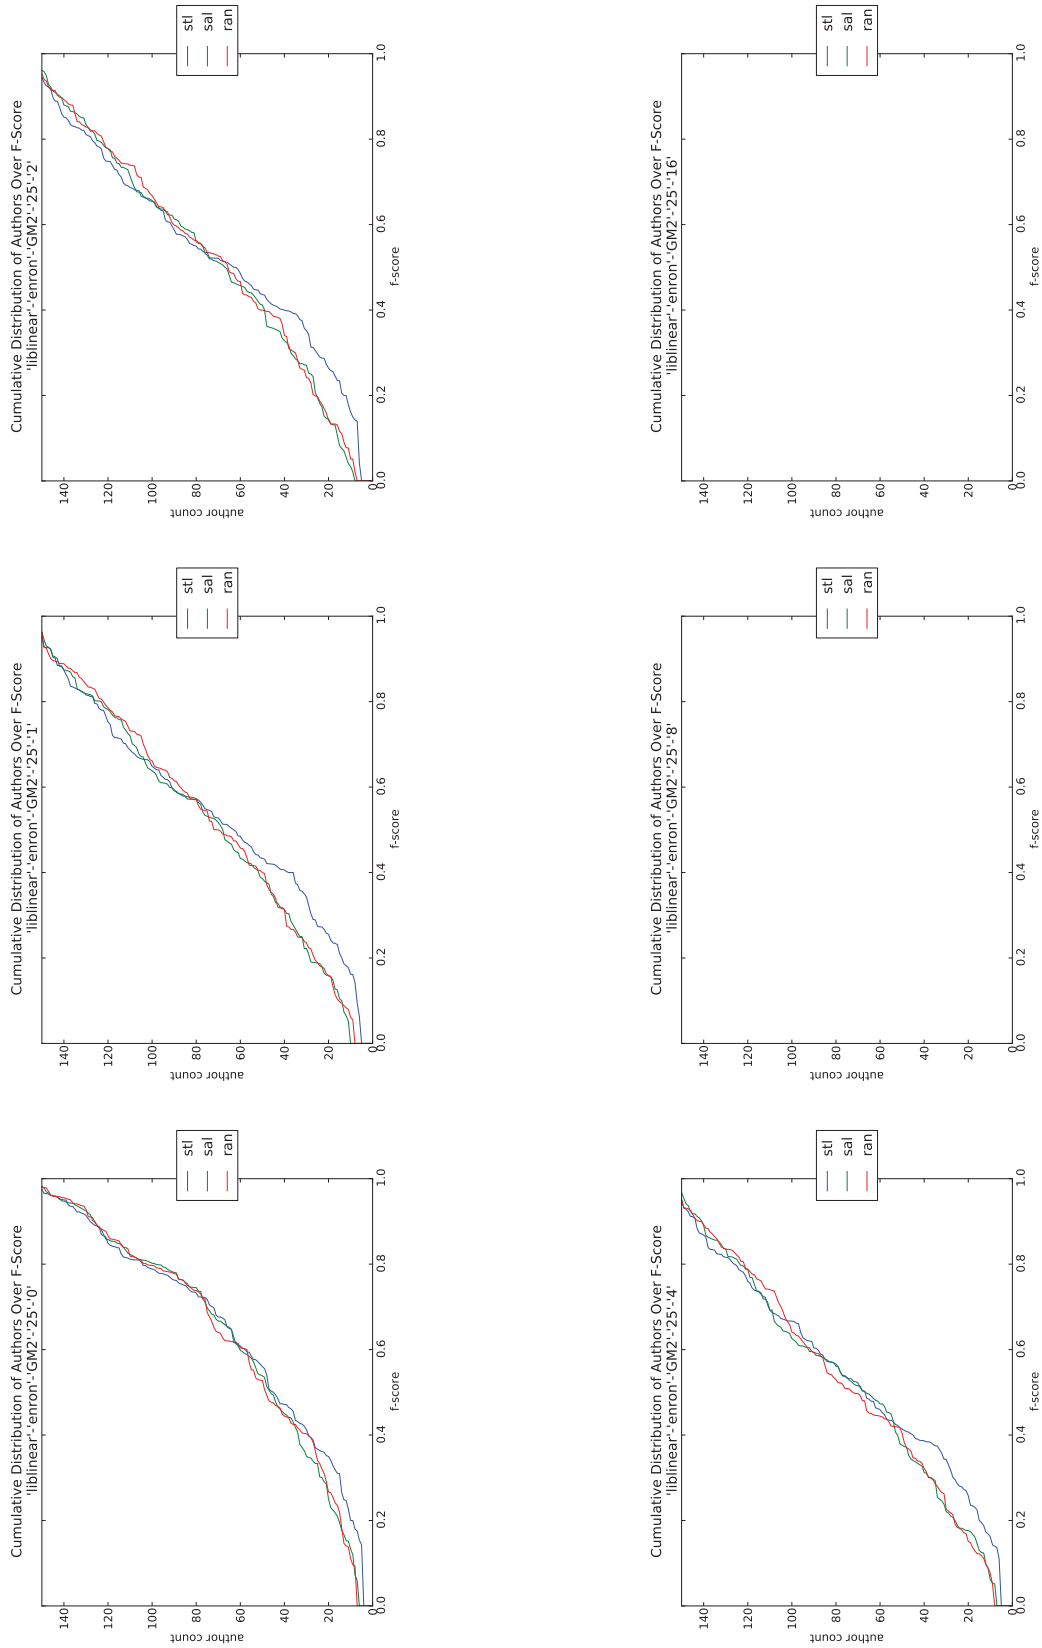 Cumulative Distribution of Authors Over F-Score
'liblinear'-'enron'-'GM2'-'25'-'0'
140
120
100
80
60
40
20
0
author count
0.0 0.2 0.4 0.6 0.8 1.0
f-score
stl
sal
ran
Cumulative Distribution of Authors Over F-Score
'liblinear'-'enron'-'GM2'-'25'-'1'
140
120
100
80
60
40
20
0
author count
0.0 0.2 0.4 0.6 0.8 1.0
f-score
stl
sal
ran
Cumulative Distribution of Authors Over F-Score
'liblinear'-'enron'-'GM2'-'25'-'2'
140
120
100
80
60
40
20
0
author count
0.0 0.2 0.4 0.6 0.8 1.0
f-score
stl
sal
ran
Cumulative Distribution of Authors Over F-Score
'liblinear'-'enron'-'GM2'-'25'-'4'
140
120
100
80
60
40
20
0
author count
0.0 0.2 0.4 0.6 0.8 1.0
f-score
stl
sal
ran
Cumulative Distribution of Authors Over F-Score
'liblinear'-'enron'-'GM2'-'25'-'8'
140
120
100
80
60
40
20
0
author count
0.0 0.2 0.4 0.6 0.8 1.0
f-score
stl
sal
ran
Cumulative Distribution of Authors Over F-Score
'liblinear'-'enron'-'GM2'-'25'-'16'
140
120
100
80
60
40
20
0
author count
0.0 0.2 0.4 0.6 0.8 1.0
f-score
stl
sal
ran